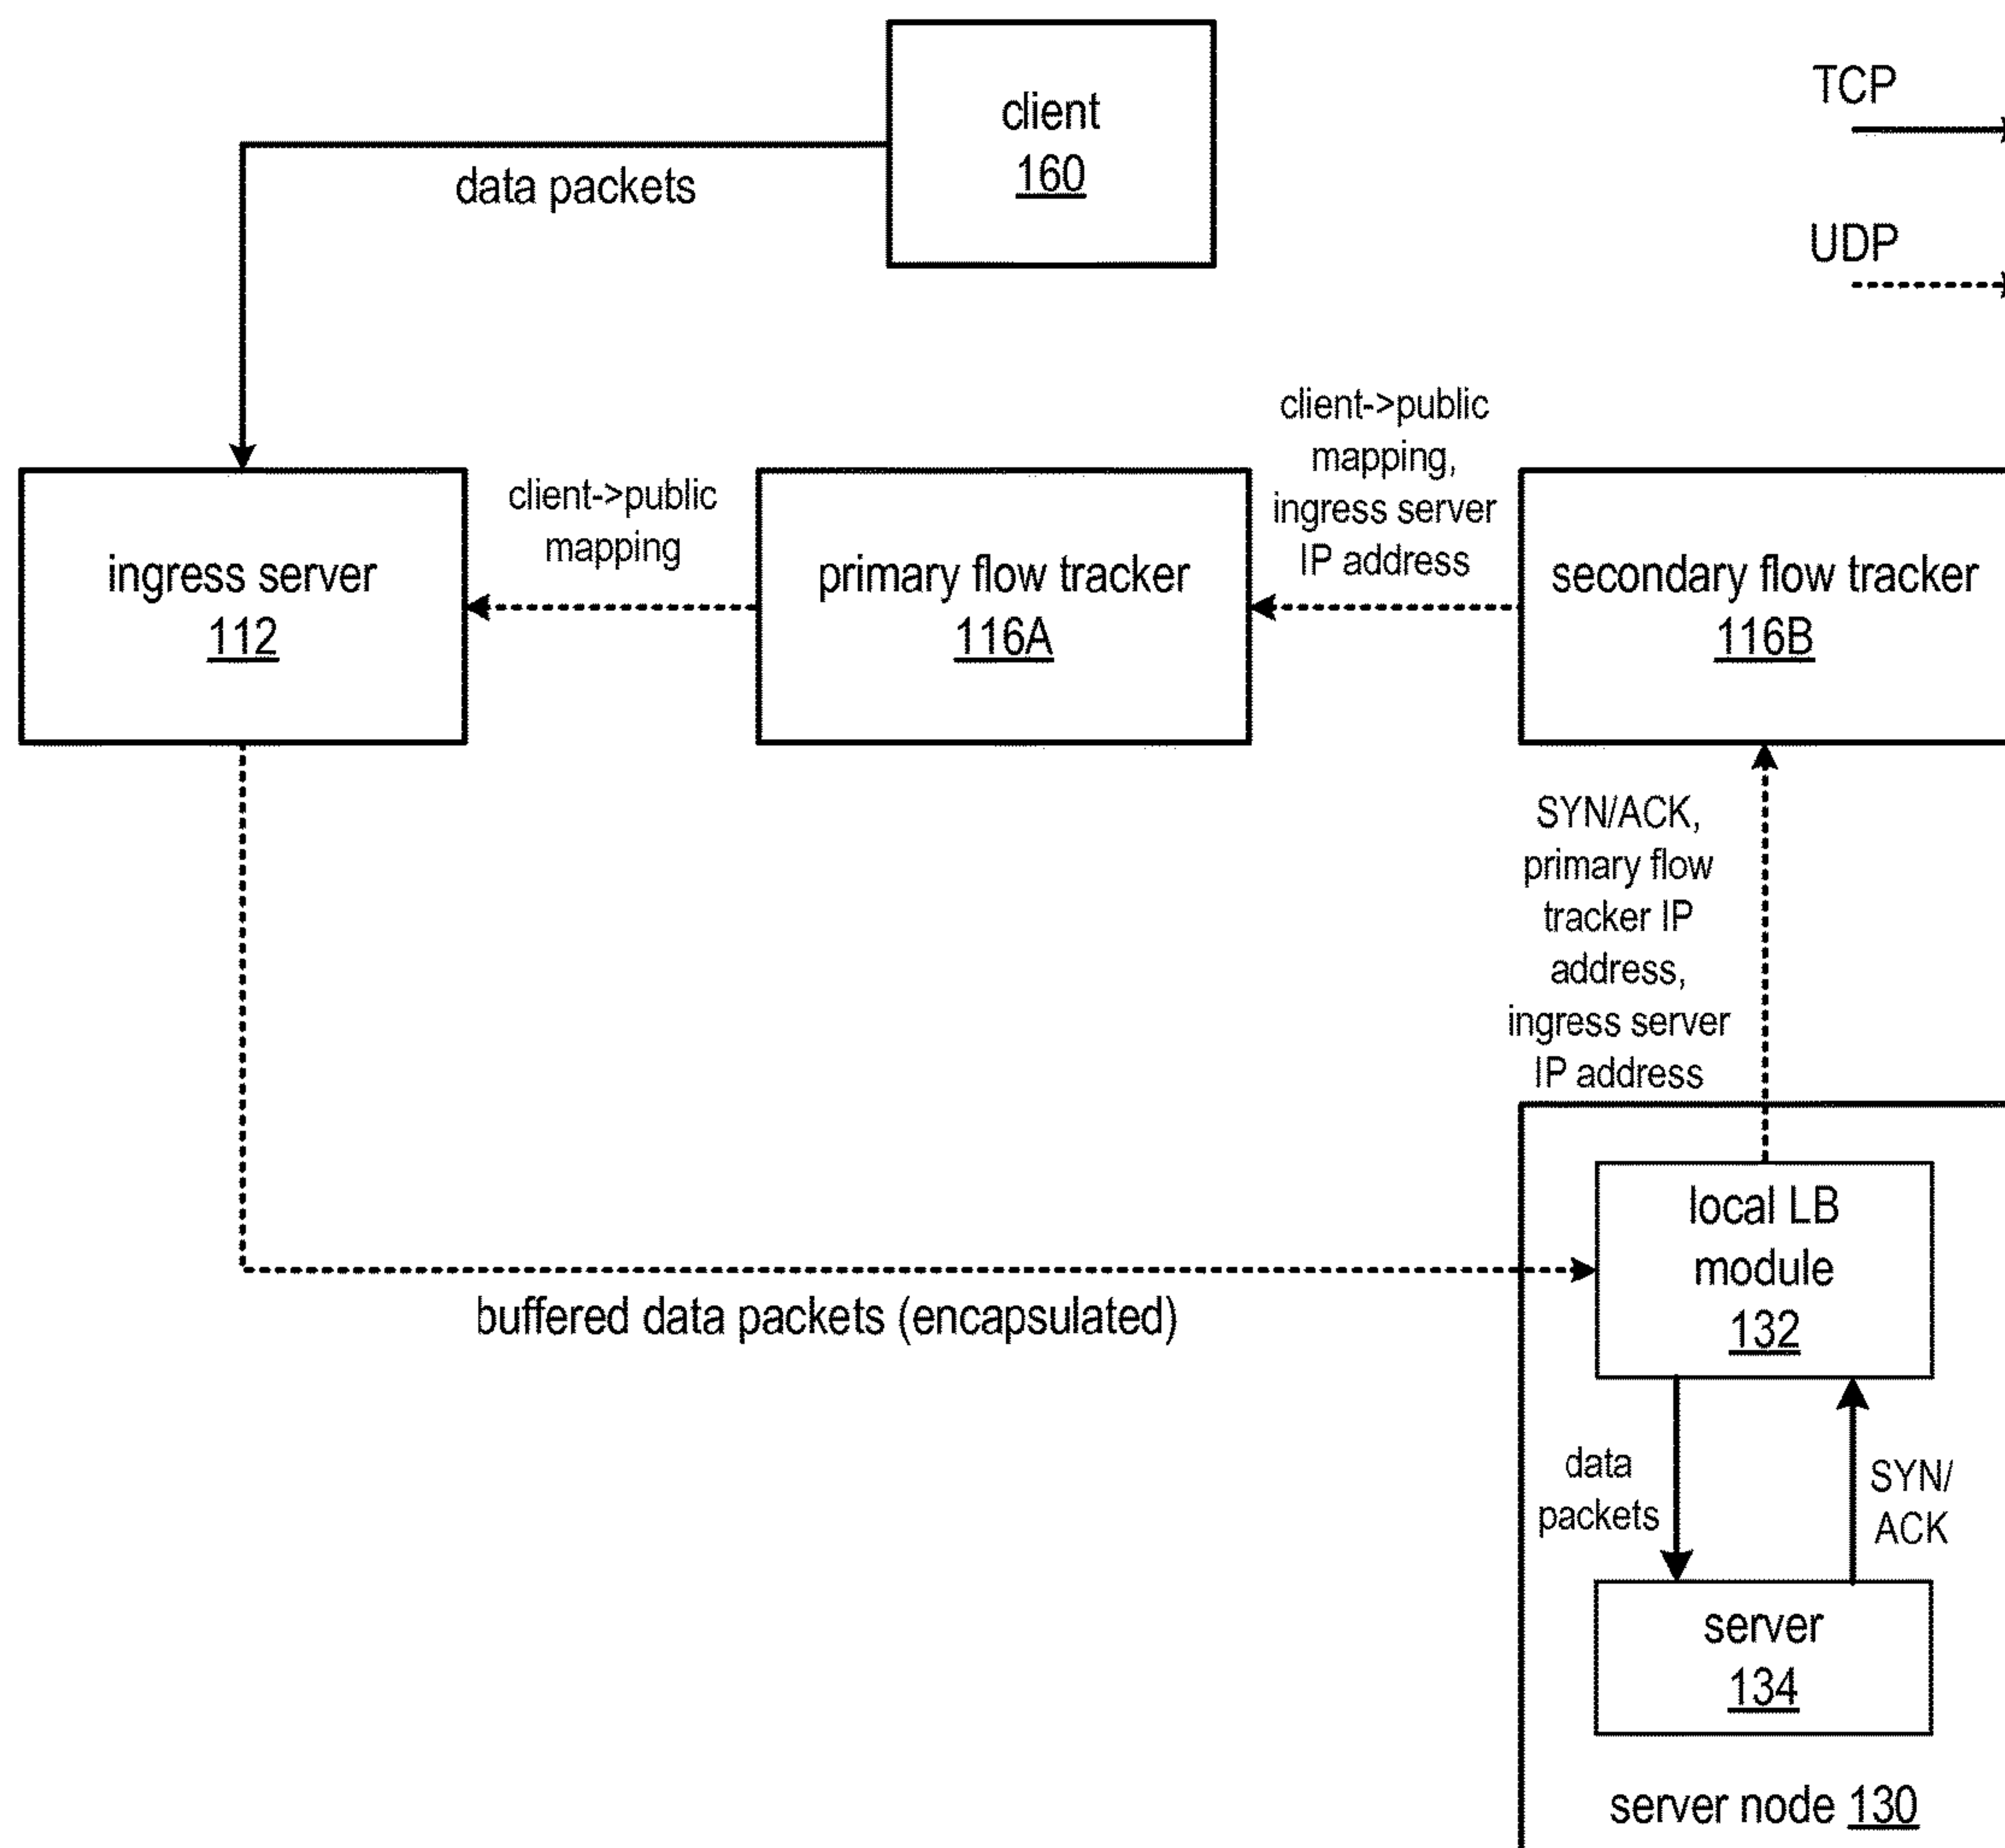 client
160
TCP
data packets
UDP
client->public
mapping,
ingress server
IP address
client->public
mapping
ingress server
112
primary flow tracker
116A
secondary flow tracker
116B
SYN/ACK,
primary flow
tracker IP
address,
ingress server
IP address
local LB
module
132
buffered data packets (encapsulated)
data
packets
SYN/
ACK
server
134
server node 130